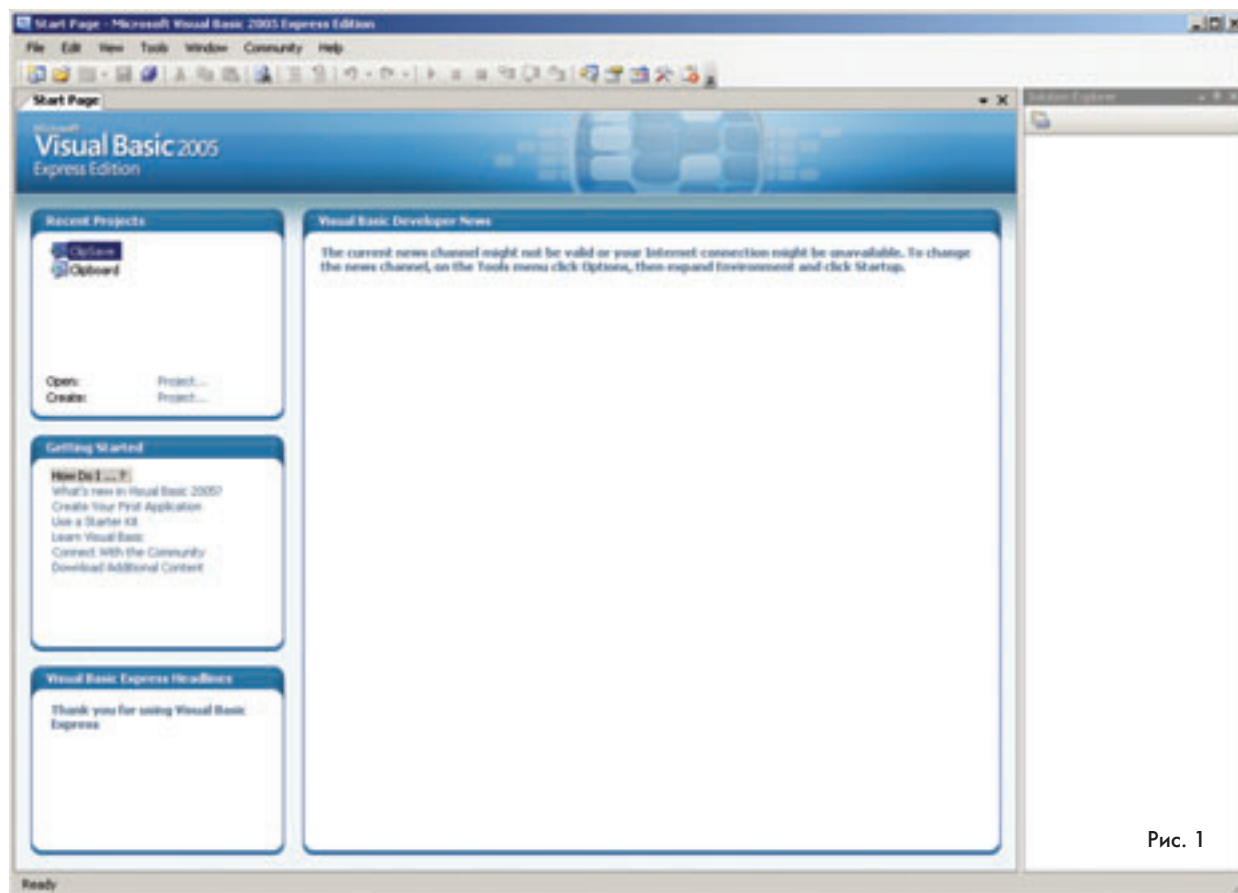 Start Page - Microsoft Visual Basic 2005 Express Edition
File Edit View Tools Window Community Help
Start Page
Solution Explorer
Microsoft
Visual Basic 2005
Express Edition
Recent Projects
ClipSaver
Clipboard
Open: Project...
Create: Project...
Getting Started
How Do I ... ?
What's new in Visual Basic 2005?
Create Your First Application
Use a Starter Kit
Learn Visual Basic
Connect With the Community
Download Additional Content
Visual Basic Express Headlines
Thank you for using Visual Basic
Express
Visual Basic Developer News
The current news channel might not be valid or your Internet connection might be unavailable. To change
the news channel, on the Tools menu click Options, then expand Environment and click Startup.
Рис. 1
Ready